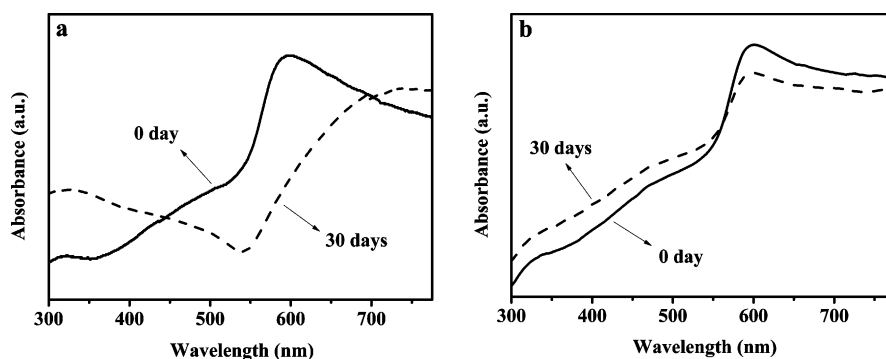 a
Absorbance (a.u.)
0 day
30 days
300 400 500 600 700
Wavelength (nm)
b
Absorbance (a.u.)
30 days
0 day
300 400 500 600 700
Wavelength (nm)